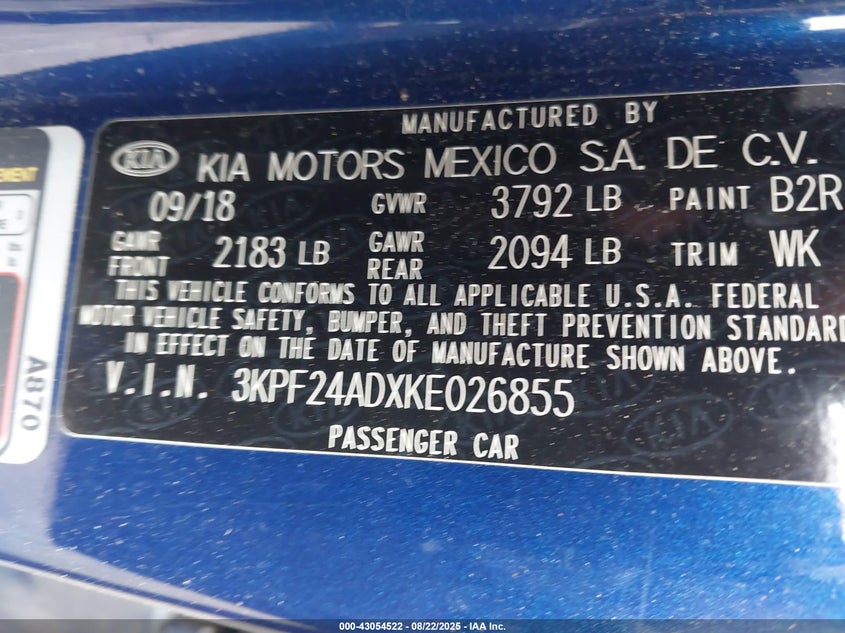 MANUFACTURED BY
KIA KIA MOTORS MEXICO S.A. DE C.V.
09/18 GVWR 3792 LB PAINT B2R
GAWR FRONT 2183 LB GAWR REAR 2094 LB TRIM WK
THIS VEHICLE CONFORMS TO ALL APPLICABLE U.S.A. FEDERAL
MOTOR VEHICLE SAFETY, BUMPER, AND THEFT PREVENTION STANDARD
IN EFFECT ON THE DATE OF MANUFACTURE SHOWN ABOVE.
V.I.N. 3KPF24ADXKE026855
PASSENGER CAR
A870
000-43054522 - 08/22/2025 - IAA Inc.